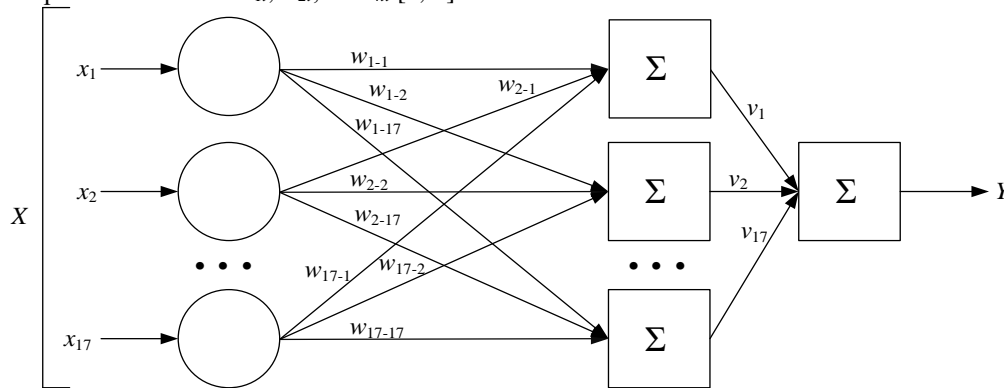 x1
w1-1
Σ
w2-1
w1-2
v1
w1-17
x2
w2-2
Σ
v2
Σ
Y
X
w2-17
v17
• • •
w17-1
w17-2
• • •
x17
w17-17
Σ